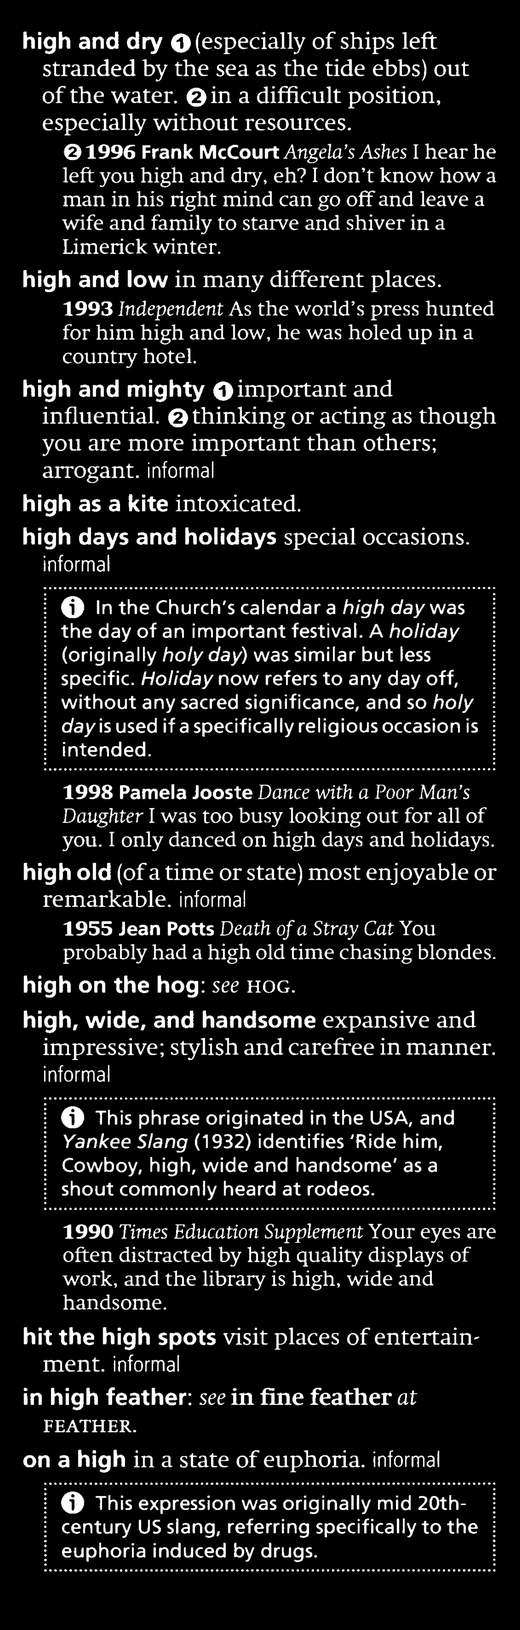 high and dry ❶ (especially of ships left
stranded by the sea as the tide ebbs) out
of the water. ❷ in a difficult position,
especially without resources.
❷ 1996 Frank McCourt Angela's Ashes I hear he
left you high and dry, eh? I don't know how a
man in his right mind can go off and leave a
wife and family to starve and shiver in a
Limerick winter.
high and low in many different places.
1993 Independent As the world's press hunted
for him high and low, he was holed up in a
country hotel.
high and mighty ❶ important and
influential. ❷ thinking or acting as though
you are more important than others;
arrogant. informal
high as a kite intoxicated.
high days and holidays special occasions.
informal
ℹ In the Church's calendar a high day was
the day of an important festival. A holiday
(originally holy day) was similar but less
specific. Holiday now refers to any day off,
without any sacred significance, and so holy
day is used if a specifically religious occasion is
intended.
1998 Pamela Jooste Dance with a Poor Man's
Daughter I was too busy looking out for all of
you. I only danced on high days and holidays.
high old (of a time or state) most enjoyable or
remarkable. informal
1955 Jean Potts Death of a Stray Cat You
probably had a high old time chasing blondes.
high on the hog: see HOG.
high, wide, and handsome expansive and
impressive; stylish and carefree in manner.
informal
ℹ This phrase originated in the USA, and
Yankee Slang (1932) identifies 'Ride him,
Cowboy, high, wide and handsome' as a
shout commonly heard at rodeos.
1990 Times Education Supplement Your eyes are
often distracted by high quality displays of
work, and the library is high, wide and
handsome.
hit the high spots visit places of entertain-
ment. informal
in high feather: see in fine feather at
FEATHER.
on a high in a state of euphoria. informal
ℹ This expression was originally mid 20th-
century US slang, referring specifically to the
euphoria induced by drugs.